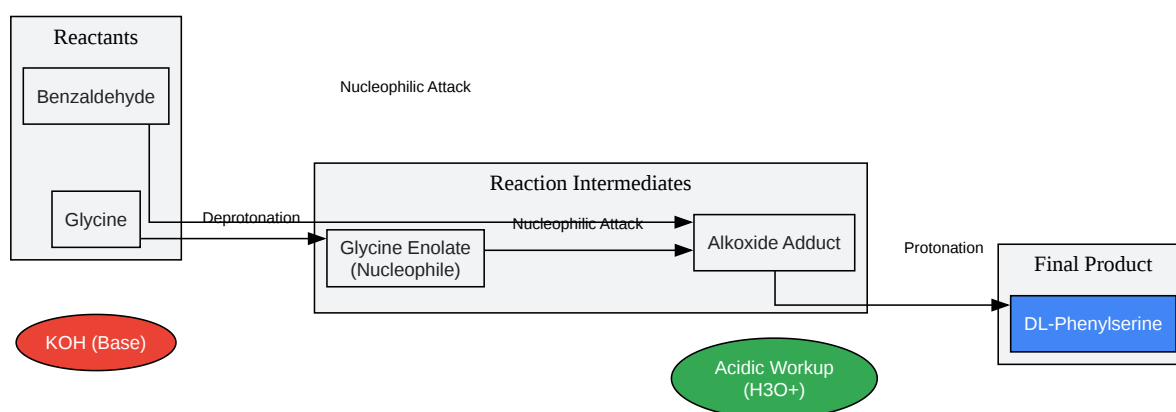 Reactants
Benzaldehyde
Nucleophilic Attack
Reaction Intermediates
Glycine
Deprotonation
Nucleophilic Attack
Glycine Enolate
(Nucleophile)
Alkoxide Adduct
Protonation
Final Product
DL-Phenylserine
KOH (Base)
Acidic Workup
(H3O+)